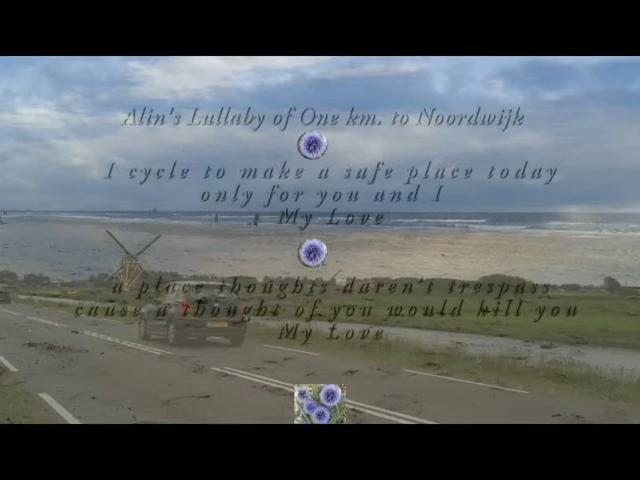 Alin's Lullaby of One km. to Noordwijk
I cycle to make a safe place today
only for you and I
My Love
a place thoughts daren't trespass
cause a thought of you would kill you
My Love